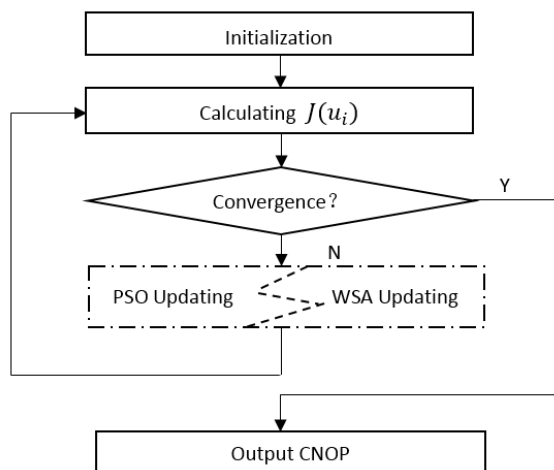 Initialization
Calculating J(u_i)
Convergence？
Y
N
PSO Updating
WSA Updating
Output CNOP